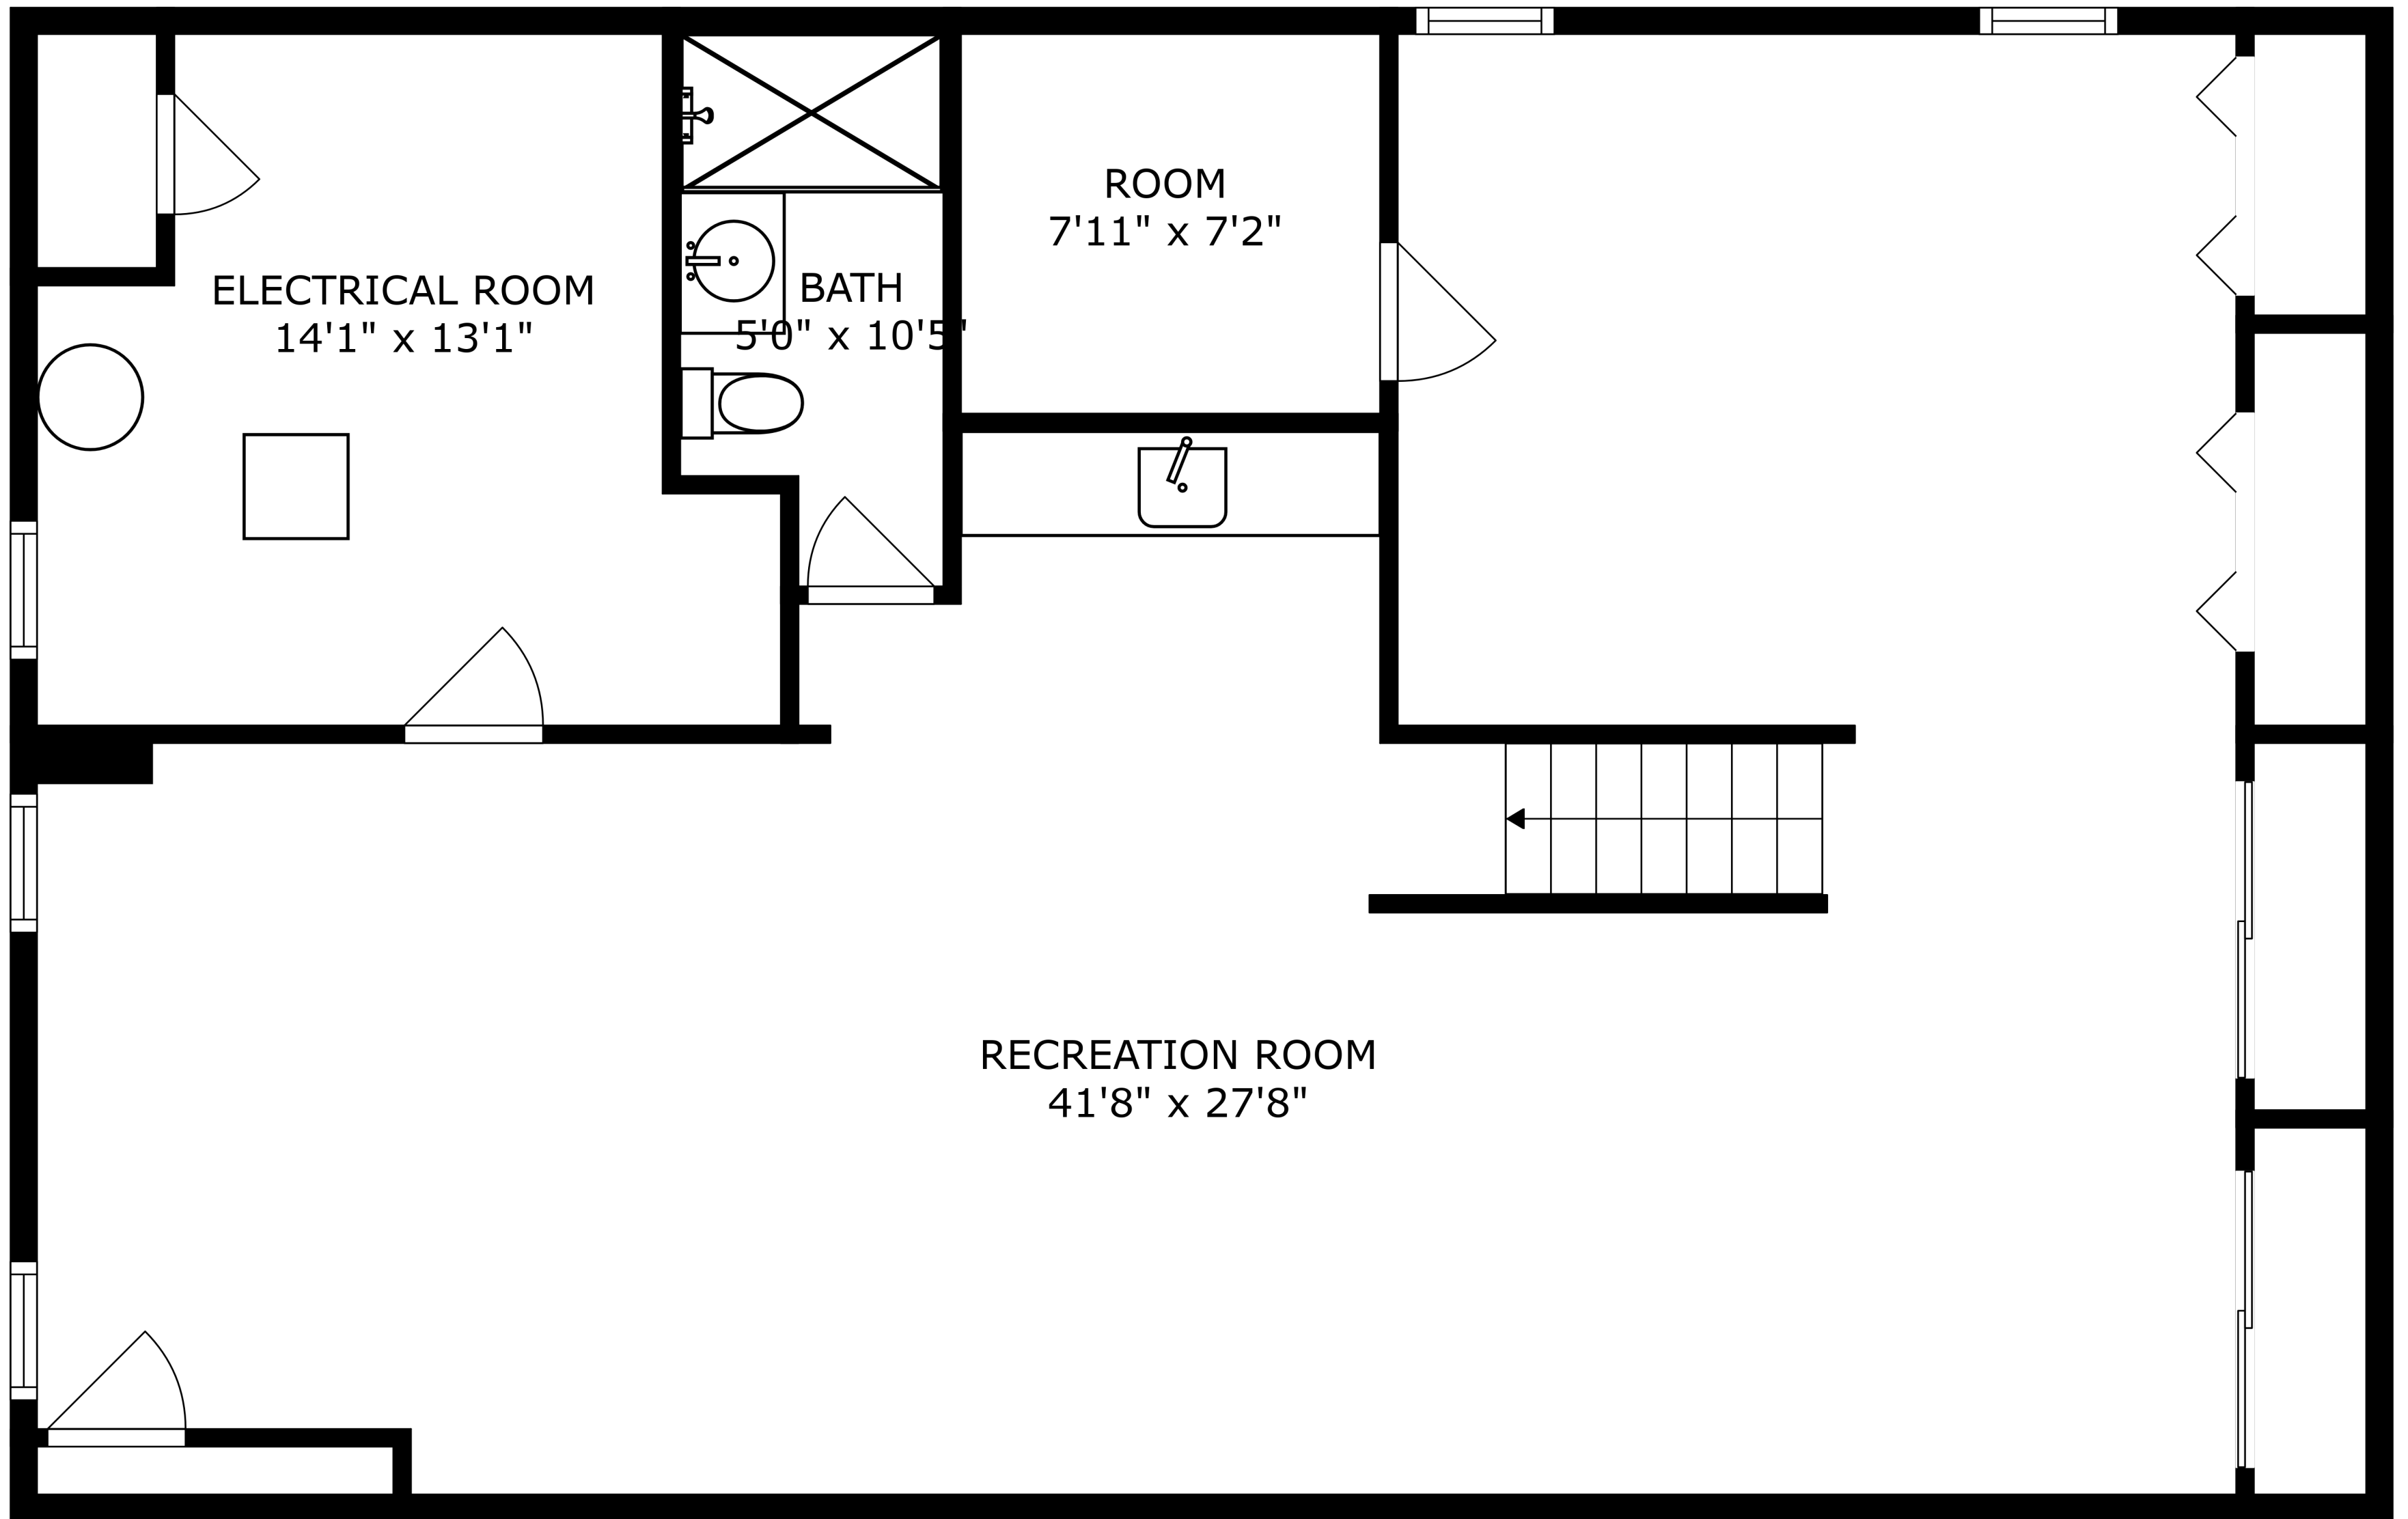 ROOM
7'11" x 7'2"
ELECTRICAL ROOM
14'1" x 13'1"
BATH
5'0" x 10'5"
RECREATION ROOM
41'8" x 27'8"